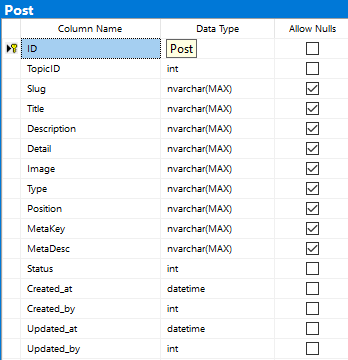 Post
Column Name Data Type Allow Nulls
ID Post
TopicID int
Slug nvarchar(MAX)
Title nvarchar(MAX)
Description nvarchar(MAX)
Detail nvarchar(MAX)
Image nvarchar(MAX)
Type nvarchar(MAX)
Position nvarchar(MAX)
MetaKey nvarchar(MAX)
MetaDesc nvarchar(MAX)
Status int
Created_at datetime
Created_by int
Updated_at datetime
Updated_by int